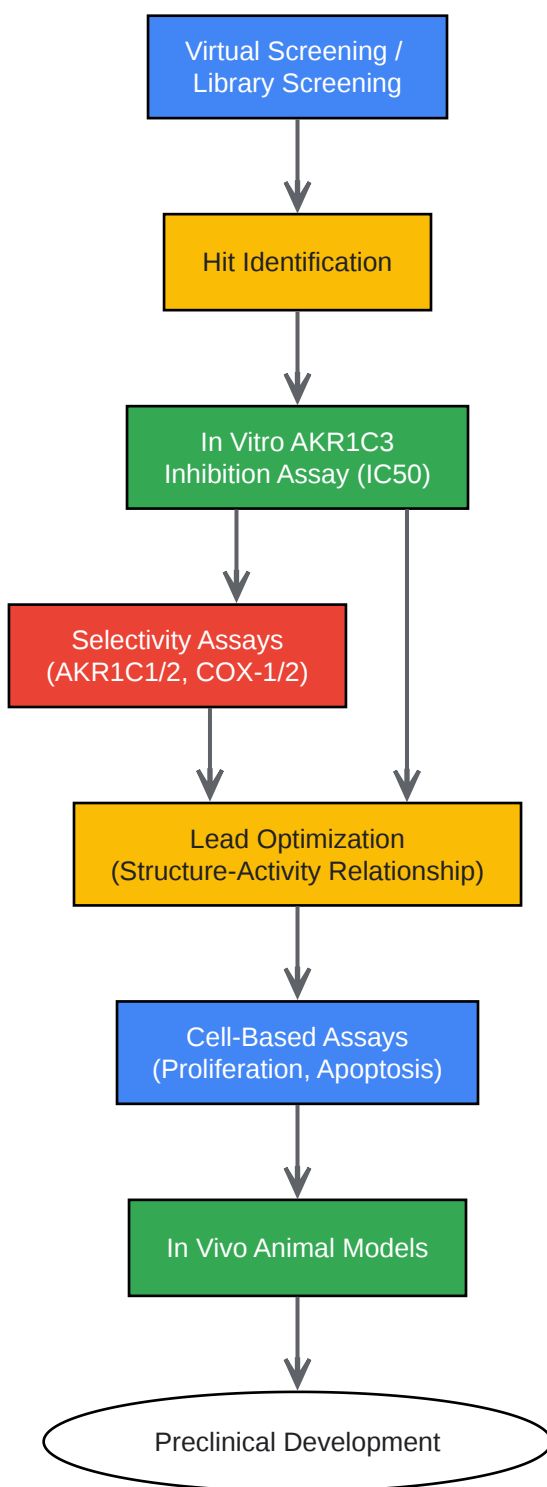 Virtual Screening /
Library Screening
Hit Identification
In Vitro AKR1C3
Inhibition Assay (IC50)
Selectivity Assays
(AKR1C1/2, COX-1/2)
Lead Optimization
(Structure-Activity Relationship)
Cell-Based Assays
(Proliferation, Apoptosis)
In Vivo Animal Models
Preclinical Development